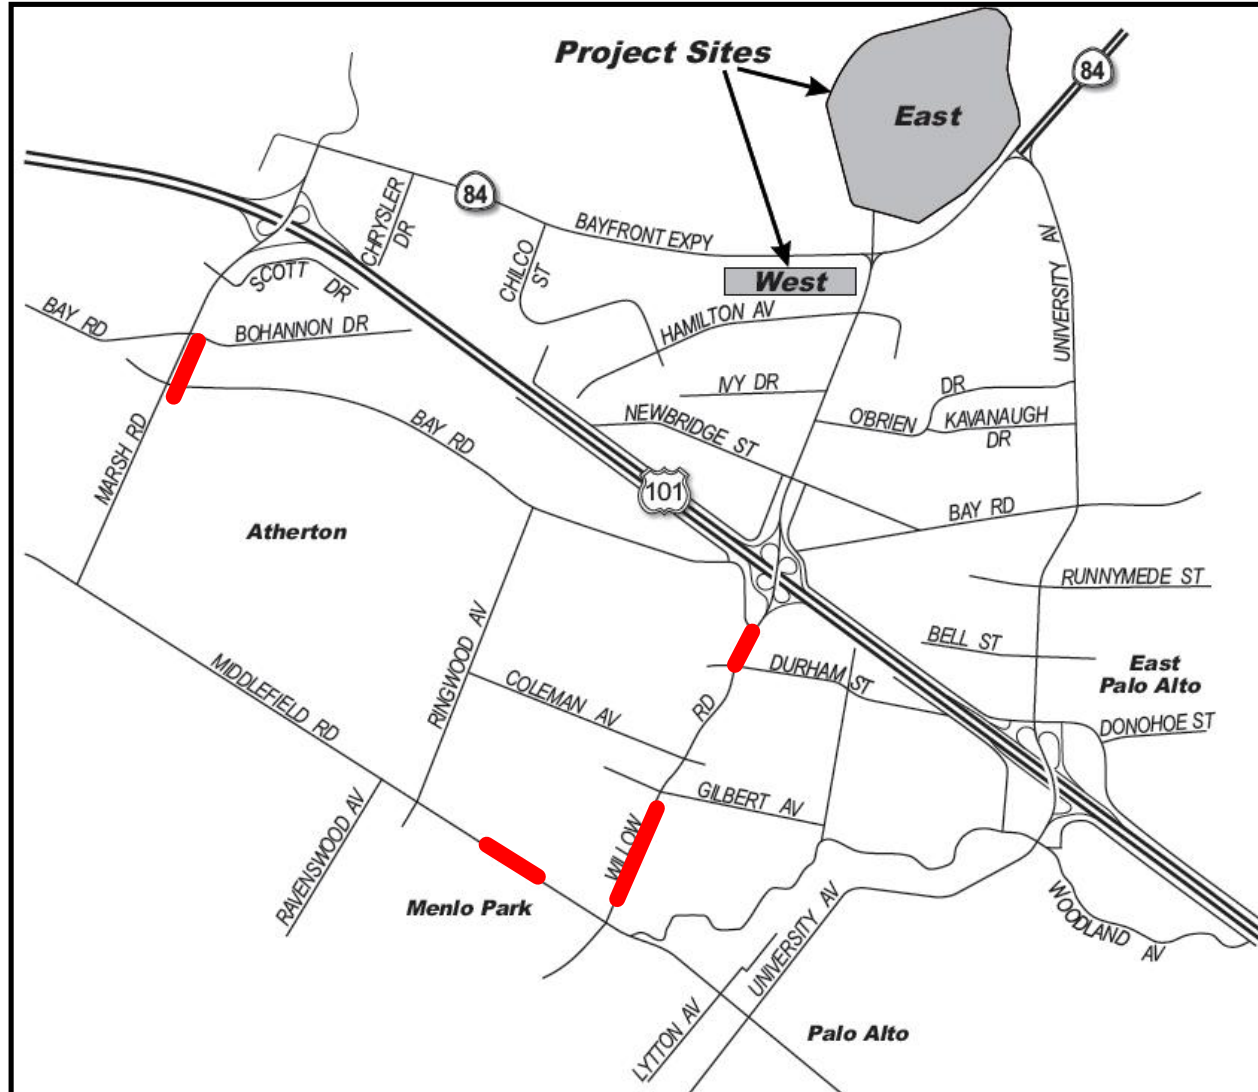 Project Sites
East
84
84
West
BAYFRONT EXPY
CHRYSLER
DR
CHILCO
ST
SCOTT DR
BAY RD
BOHANNON DR
HAMILTON AV
UNIVERSITY AV
IVY DR
DR
O'BRIEN
KAVANAUGH
DR
NEWBRIDGE ST
BAY RD
MARSH RD
101
BAY RD
Atherton
RUNNYMEDE ST
BELL ST
RINGWOOD AV
MIDDLEFIELD RD
COLEMAN AV
DURHAM ST
East
Palo Alto
DONOHOE ST
WILLOW RD
GILBERT AV
RAVENSWOOD AV
Menlo Park
WOODLAND AV
UNIVERSITY AV
LYTTON AV
Palo Alto